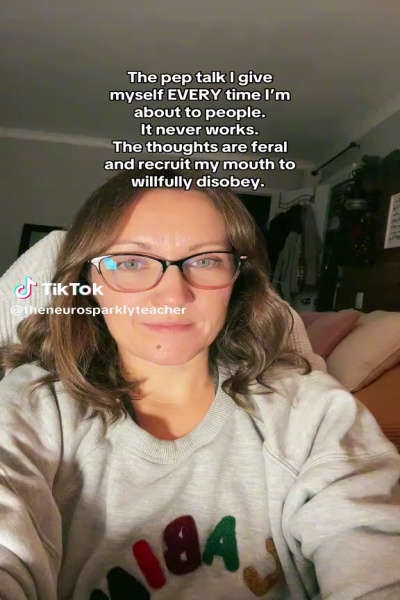 The pep talk I give
myself EVERY time I'm
about to people.
It never works.
The thoughts are feral
and recruit my mouth to
willfully disobey.
TikTok
@theneurosparklyteacher